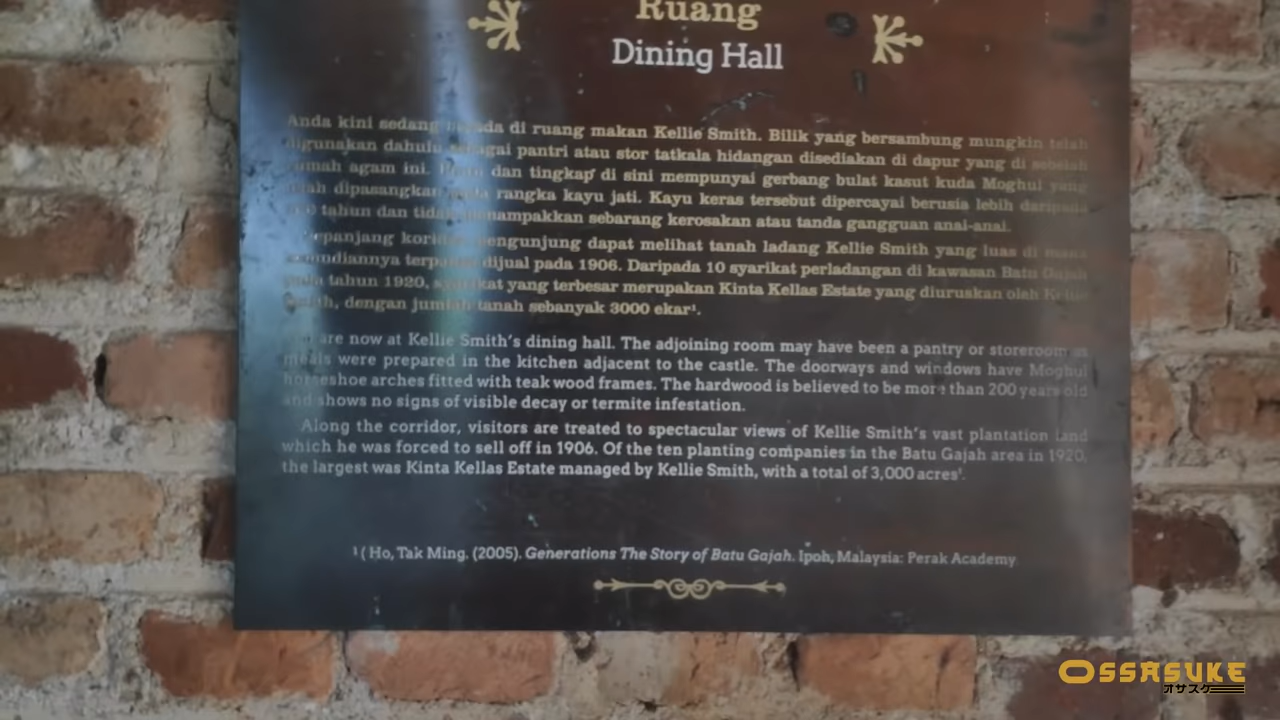 Ruang
Dining Hall
Anda kini sedang di ruang makan Kellie Smith. Bilik yang bersambung mungkin telah
digunakan dahulu sebagai pantri atau stor tatkala hidangan disediakan di dapur yang di sebelah
rumah agam ini. dan tingkap di sini mempunyai gerbang bulat kasut kuda Moghul yang
telah dipasangkan pada rangka kayu jati. Kayu keras tersebut dipercayai berusia lebih daripada
tahun dan tidak menampakkan sebarang kerosakan atau tanda gangguan anai-anai.
Sepanjang koridor, pengunjung dapat melihat tanah ladang Kellie Smith yang luas di mana
kemudiannya terpaksa dijual pada 1906. Daripada 10 syarikat perladangan di kawasan Batu Gajah
pada tahun 1920, syarikat yang terbesar merupakan Kinta Kellas Estate yang diuruskan oleh Kellie
Smith, dengan jumlah tanah sebanyak 3000 ekar¹.
are now at Kellie Smith's dining hall. The adjoining room may have been a pantry or storeroom as
meals were prepared in the kitchen adjacent to the castle. The doorways and windows have Moghul
horseshoe arches fitted with teak wood frames. The hardwood is believed to be more than 200 years old
and shows no signs of visible decay or termite infestation.
Along the corridor, visitors are treated to spectacular views of Kellie Smith's vast plantation land
which he was forced to sell off in 1906. Of the ten planting companies in the Batu Gajah area in 1920,
the largest was Kinta Kellas Estate managed by Kellie Smith, with a total of 3,000 acres¹.
¹ ( Ho, Tak Ming. (2005). Generations The Story of Batu Gajah. Ipoh, Malaysia: Perak Academy.
OSSASUKE
オサスケ